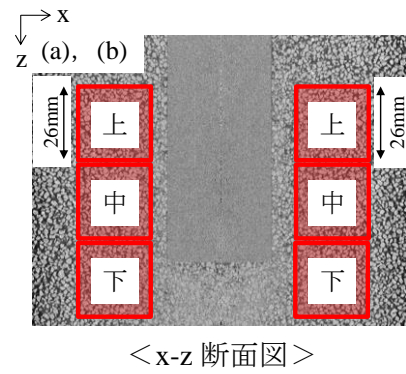 x
z (a), (b)
26mm 上 上 26mm
中 中
下 下
＜x-z 断面図＞